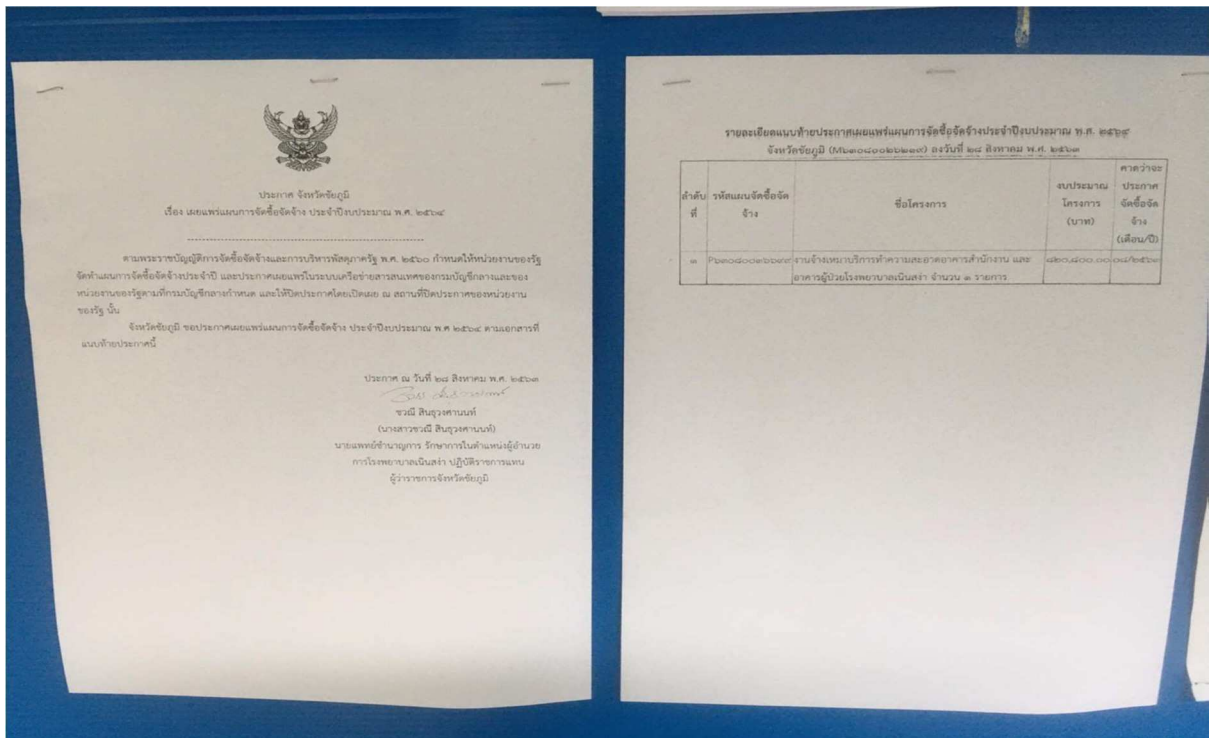 ประกาศ จังหวัดชัยภูมิ
เรื่อง เผยแพร่แผนการจัดซื้อจัดจ้าง ประจำปีงบประมาณ พ.ศ. ๒๕๖๔
ตามพระราชบัญญัติการจัดซื้อจัดจ้างและการบริหารพัสดุภาครัฐ พ.ศ. ๒๕๖๐ กำหนดให้หน่วยงานของรัฐ
จัดทำแผนการจัดซื้อจัดจ้างประจำปี และประกาศเผยแพร่ในระบบเครือข่ายสารสนเทศของกรมบัญชีกลางและของ
หน่วยงานของรัฐตามที่กรมบัญชีกลางกำหนด และให้ปิดประกาศโดยเปิดเผย ณ สถานที่ปิดประกาศของหน่วยงาน
ของรัฐ นั้น
จังหวัดชัยภูมิ ขอประกาศเผยแพร่แผนการจัดซื้อจัดจ้าง ประจำปีงบประมาณ พ.ศ ๒๕๖๔ ตามเอกสารที่
แนบท้ายประกาศนี้
ประกาศ ณ วันที่ ๒๘ สิงหาคม พ.ศ. ๒๕๖๓
ชวณี สินธุวงศานนท์
(นางสาวชวณี สินธุวงศานนท์)
นายแพทย์ชำนาญการ รักษาการในตำแหน่งผู้อำนวย
การโรงพยาบาลเนินสง่า ปฏิบัติราชการแทน
ผู้ว่าราชการจังหวัดชัยภูมิ
รายละเอียดแนบท้ายประกาศเผยแพร่แผนการจัดซื้อจัดจ้างประจำปีงบประมาณ พ.ศ. ๒๕๖๔
จังหวัดชัยภูมิ ลงวันที่ ๒๘ สิงหาคม พ.ศ. ๒๕๖๓
ลำดับที่ รหัสแผนจัดซื้อจัดจ้าง ชื่อโครงการ งบประมาณโครงการ (บาท) คาดว่าจะประกาศจัดซื้อจัดจ้าง (เดือน/ปี)
๑ งานจ้างเหมาบริการทำความสะอาดอาคารสำนักงาน และ ๘๒๐,๘๐๐.๐๐ ๐๘/๒๕๖๓
อาคารผู้ป่วยโรงพยาบาลเนินสง่า จำนวน ๑ รายการ